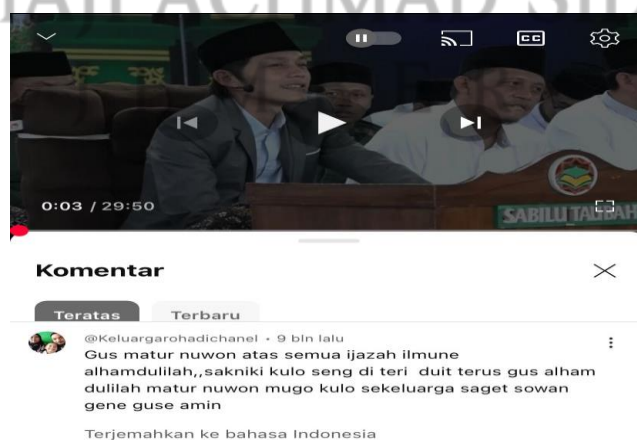 CC
0:03 / 29:50
SABILU TAUBAH
Komentar
Teratas Terbaru
@Keluargarohadichanel • 9 bln lalu
Gus matur nuwon atas semua ijazah ilmune
alhamdulilah,,sakniki kulo seng di teri duit terus gus alham
dulilah matur nuwon mugo kulo sekeluarga saget sowan
gene guse amin
Terjemahkan ke bahasa Indonesia